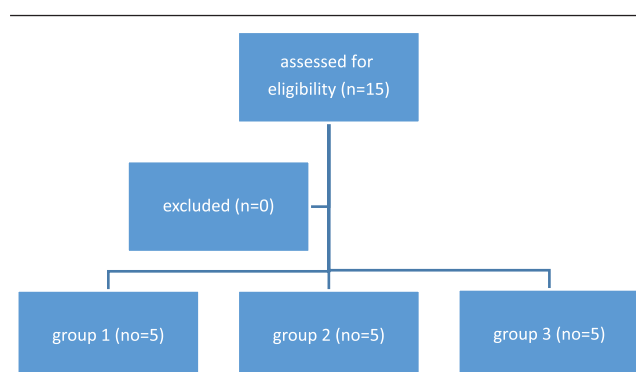 assessed for
eligibility (n=15)
excluded (n=0)
group 1 (no=5)
group 2 (no=5)
group 3 (no=5)